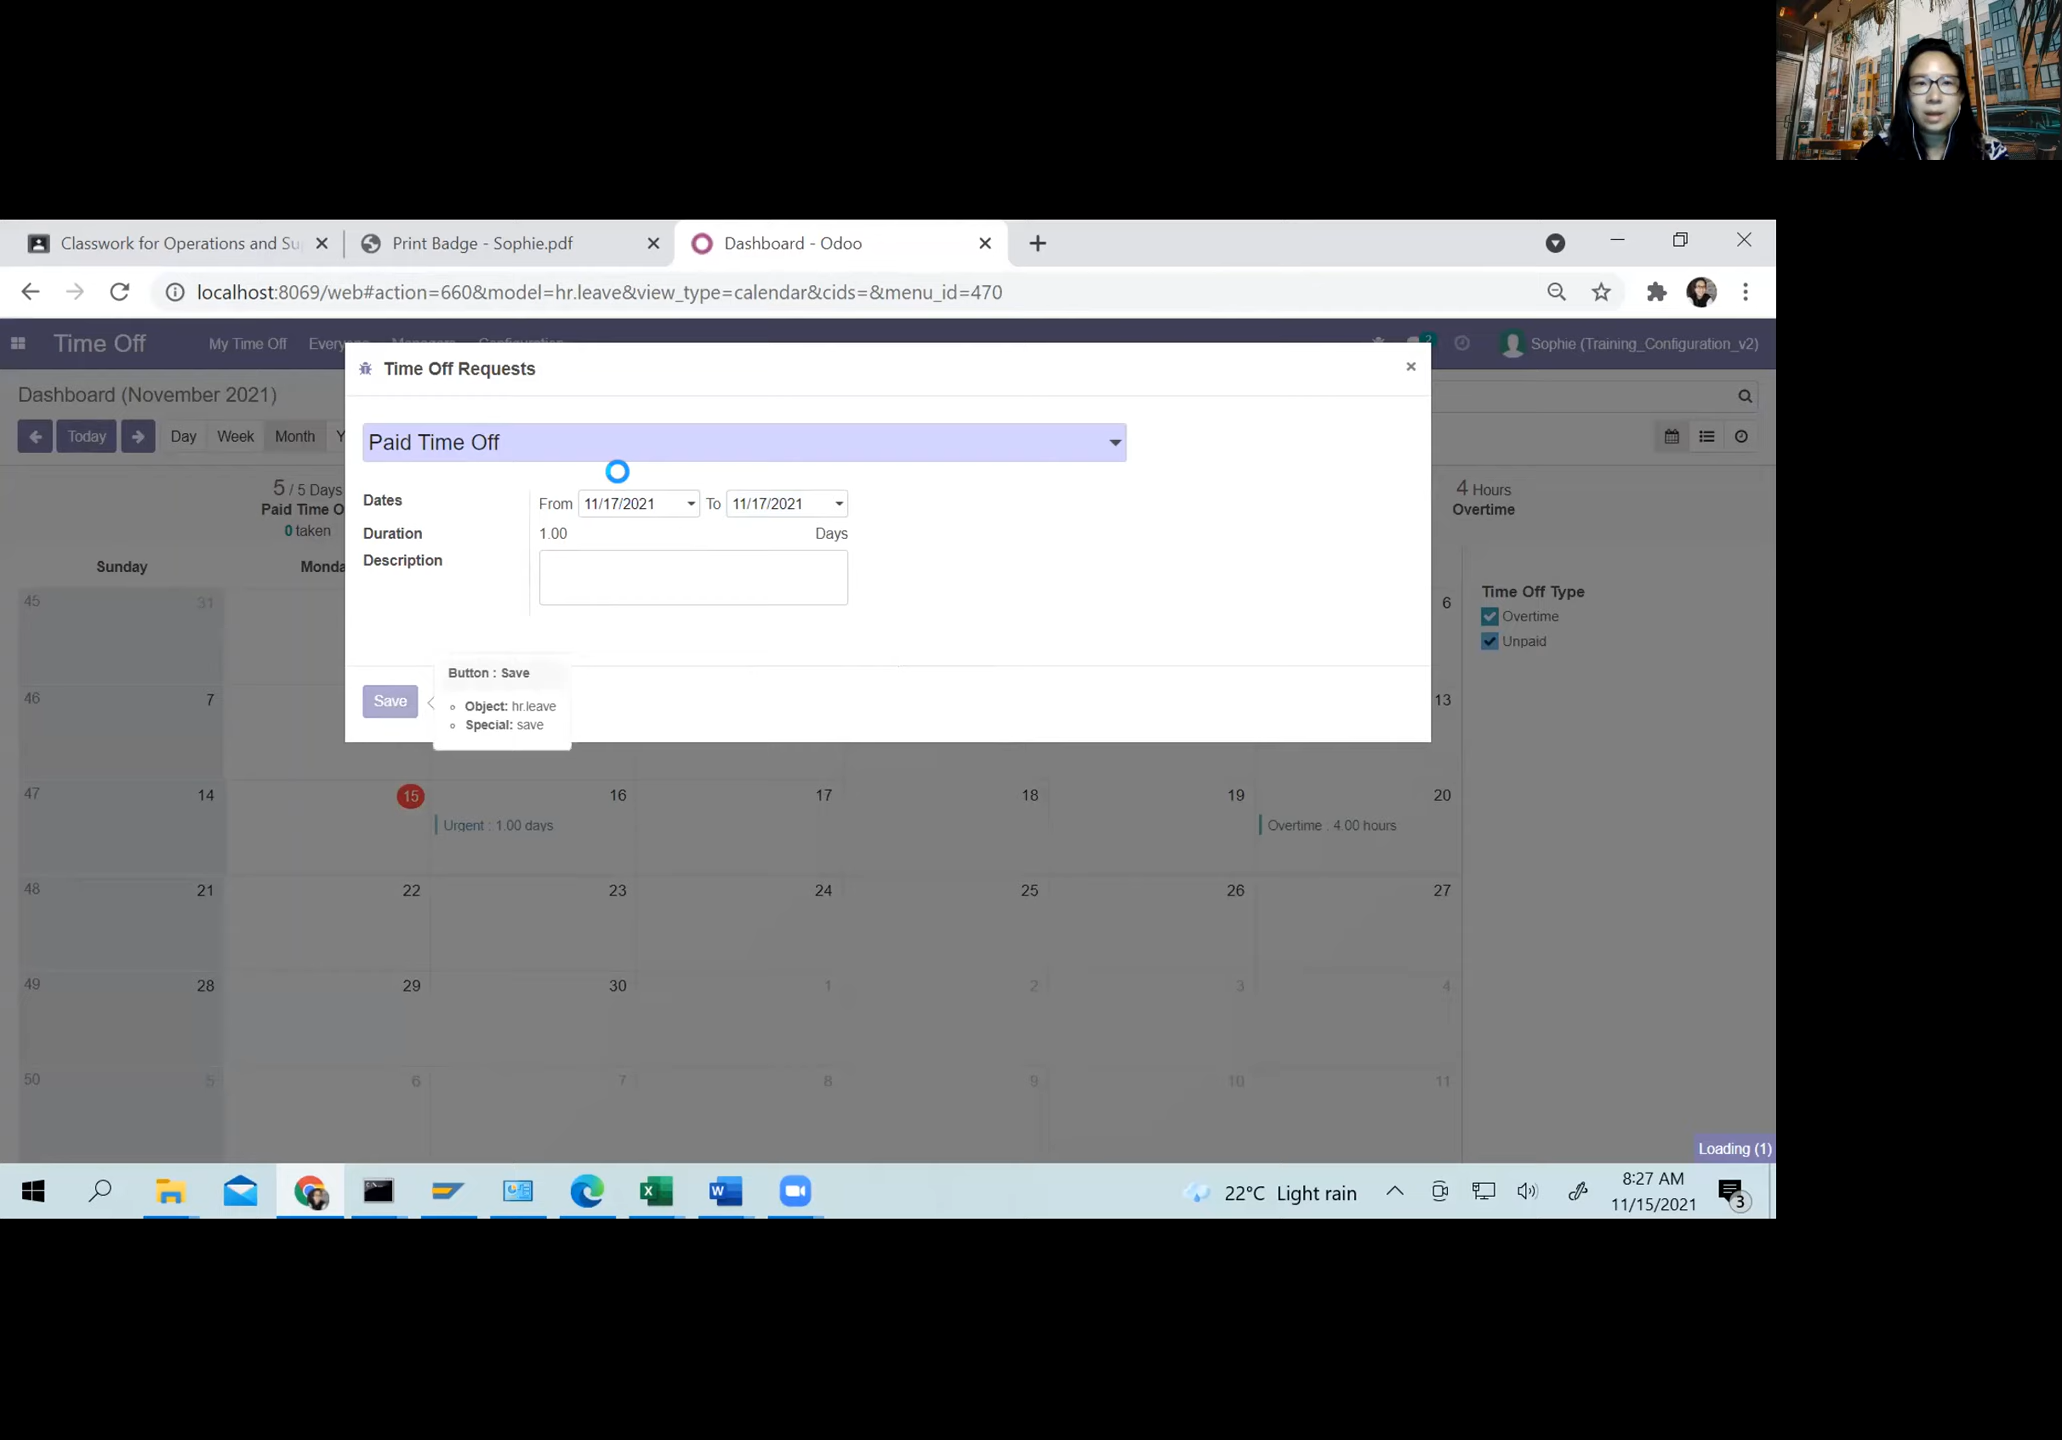 Classwork for Operations and Su
Print Badge - Sophie.pdf
Dashboard - Odoo
localhost:8069/web#action=660&model=hr.leave&view_type=calendar&cids=&menu_id=470
Time Off
My Time Off
Everyo
Managers
Configuration
2
Sophie (Training_Configuration_v2)
Time Off Requests
Dashboard (November 2021)
Today
Day
Week
Month
Y
Paid Time Off
5 / 5 Days
Paid Time O
0 taken
4 Hours
Overtime
Dates
From 11/17/2021 To 11/17/2021
Duration
1.00 Days
Description
Sunday
Monda
Time Off Type
Overtime
Unpaid
45 31 6
Button : Save
Object: hr.leave
Special: save
Save
46 7 13
47 14 15 16 17 18 19 20
Urgent : 1.00 days
Overtime : 4.00 hours
48 21 22 23 24 25 26 27
49 28 29 30 1 2 3 4
50 5 6 7 8 9 10 11
Loading (1)
22°C Light rain
8:27 AM
11/15/2021
3